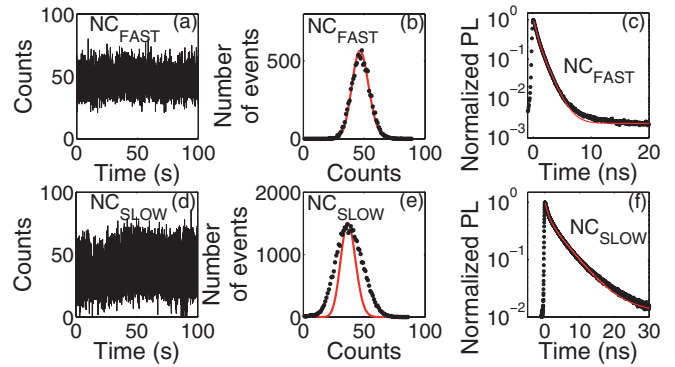 NC_FAST (a)
Counts
100
50
0
0 50 100
Time (s)
NC_FAST (b)
Number
of events
500
0
0 50 100
Counts
(c)
Normalized PL
10^0
10^-1
10^-2
10^-3
NC_FAST
0 10 20
Time (ns)
NC_SLOW (d)
Counts
100
50
0
0 50 100
Time (s)
NC_SLOW (e)
Number
of events
2000
1000
0
0 50 100
Counts
(f)
Normalized PL
10^0
10^-1
10^-2
NC_SLOW
0 10 20 30
Time (ns)